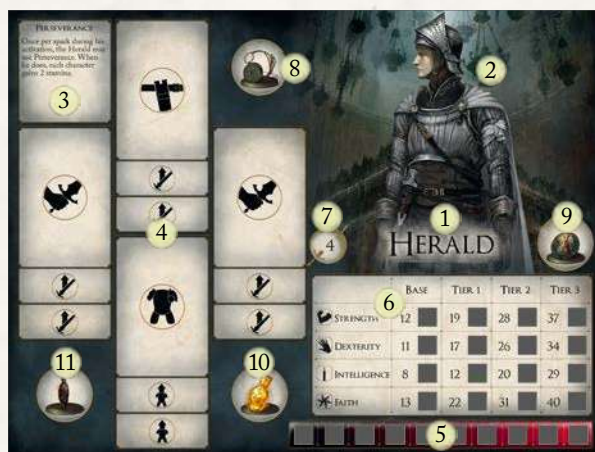 PERSEVERANCE
Once per spark during his
activation, the Herald may
use Perseverance. When
he does, each character
gains 2 stamina.
3
8
2
7
4
4
1
HERALD
9
6
BASE TIER 1 TIER 2 TIER 3
STRENGTH 12 19 28 37
DEXTERITY 11 17 26 34
INTELLIGENCE 8 12 20 29
FAITH 13 22 31 40
11
10
5